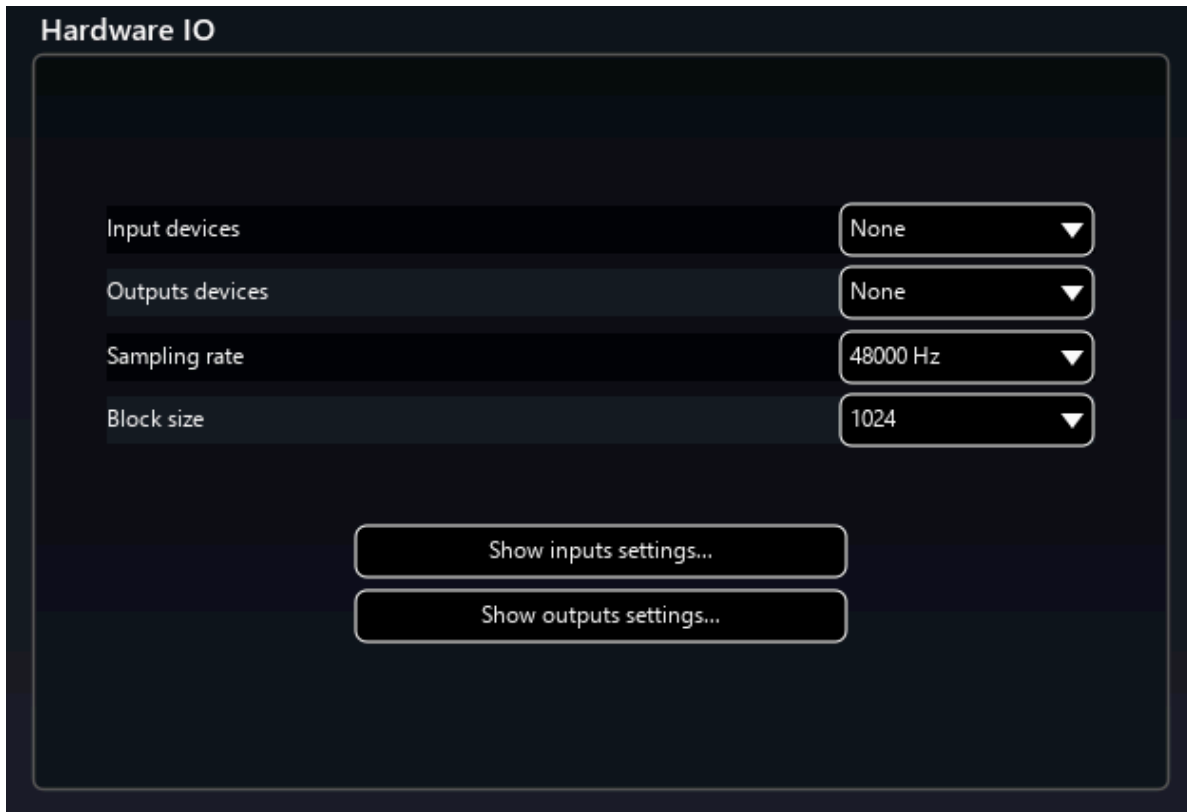 Hardware IO
Input devices None
Outputs devices None
Sampling rate 48000 Hz
Block size 1024
Show inputs settings...
Show outputs settings...